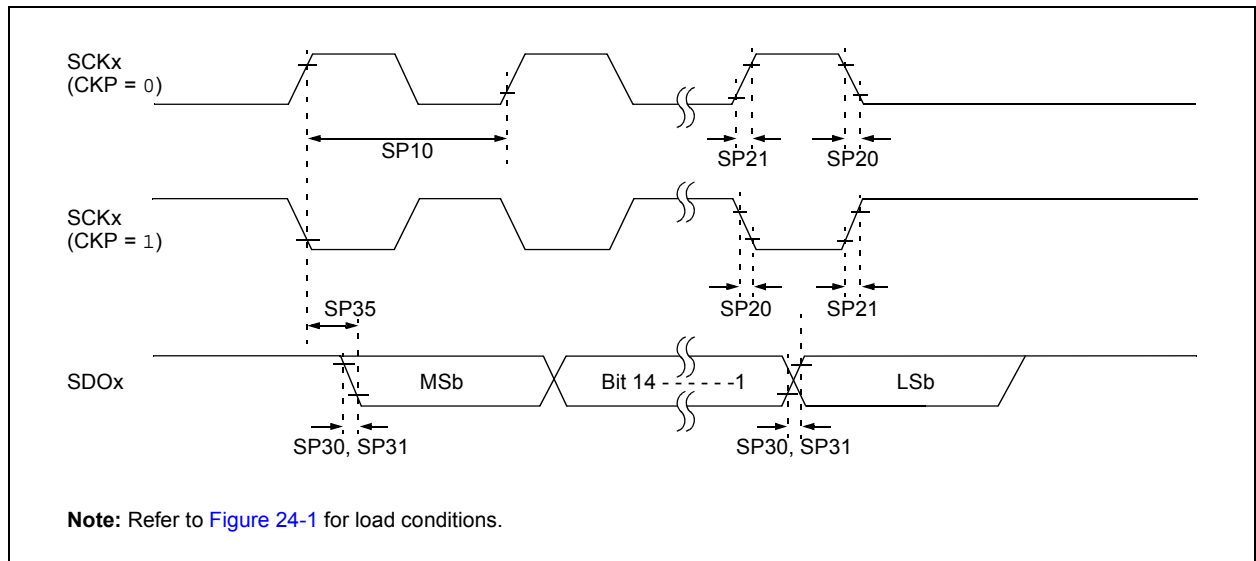 SCKx
(CKP = 0)
SP10
SP21
SP20
SCKx
(CKP = 1)
SP20
SP21
SP35
SDOx
MSb
Bit 14 - - - - - -1
LSb
SP30, SP31
SP30, SP31
Note: Refer to Figure 24-1 for load conditions.